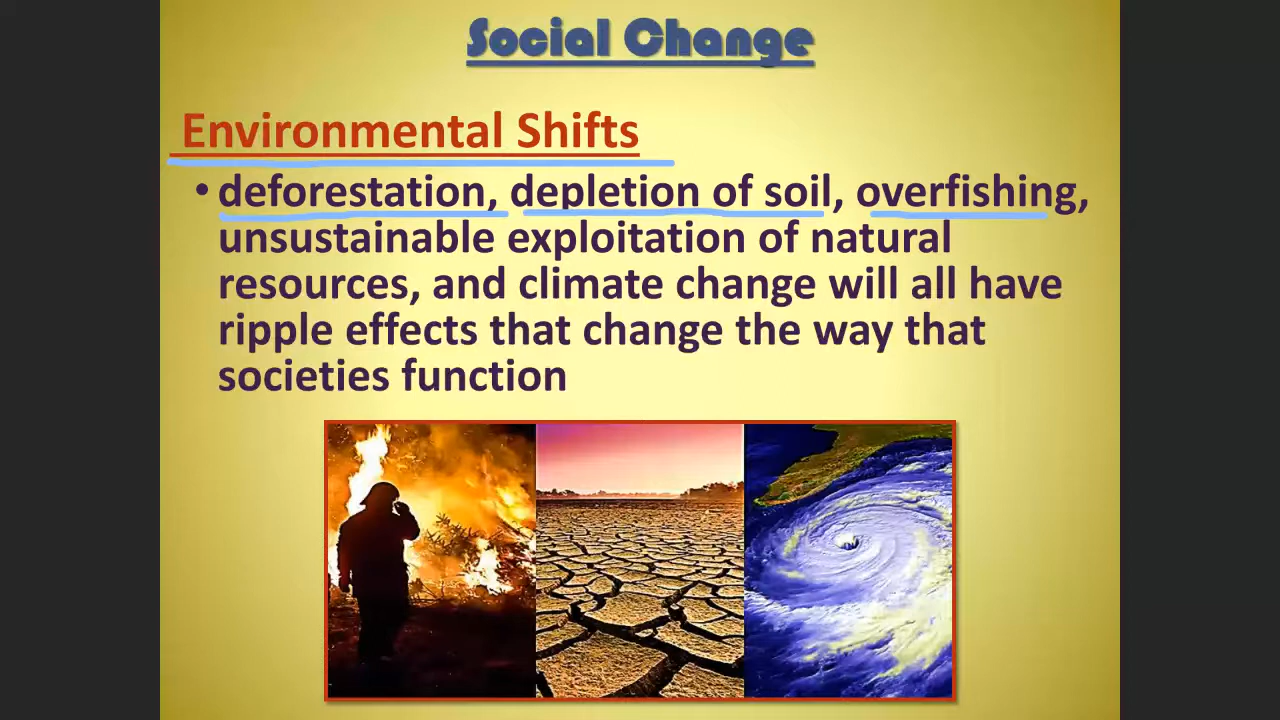 Social Change
Environmental Shifts
• deforestation, depletion of soil, overfishing,
unsustainable exploitation of natural
resources, and climate change will all have
ripple effects that change the way that
societies function